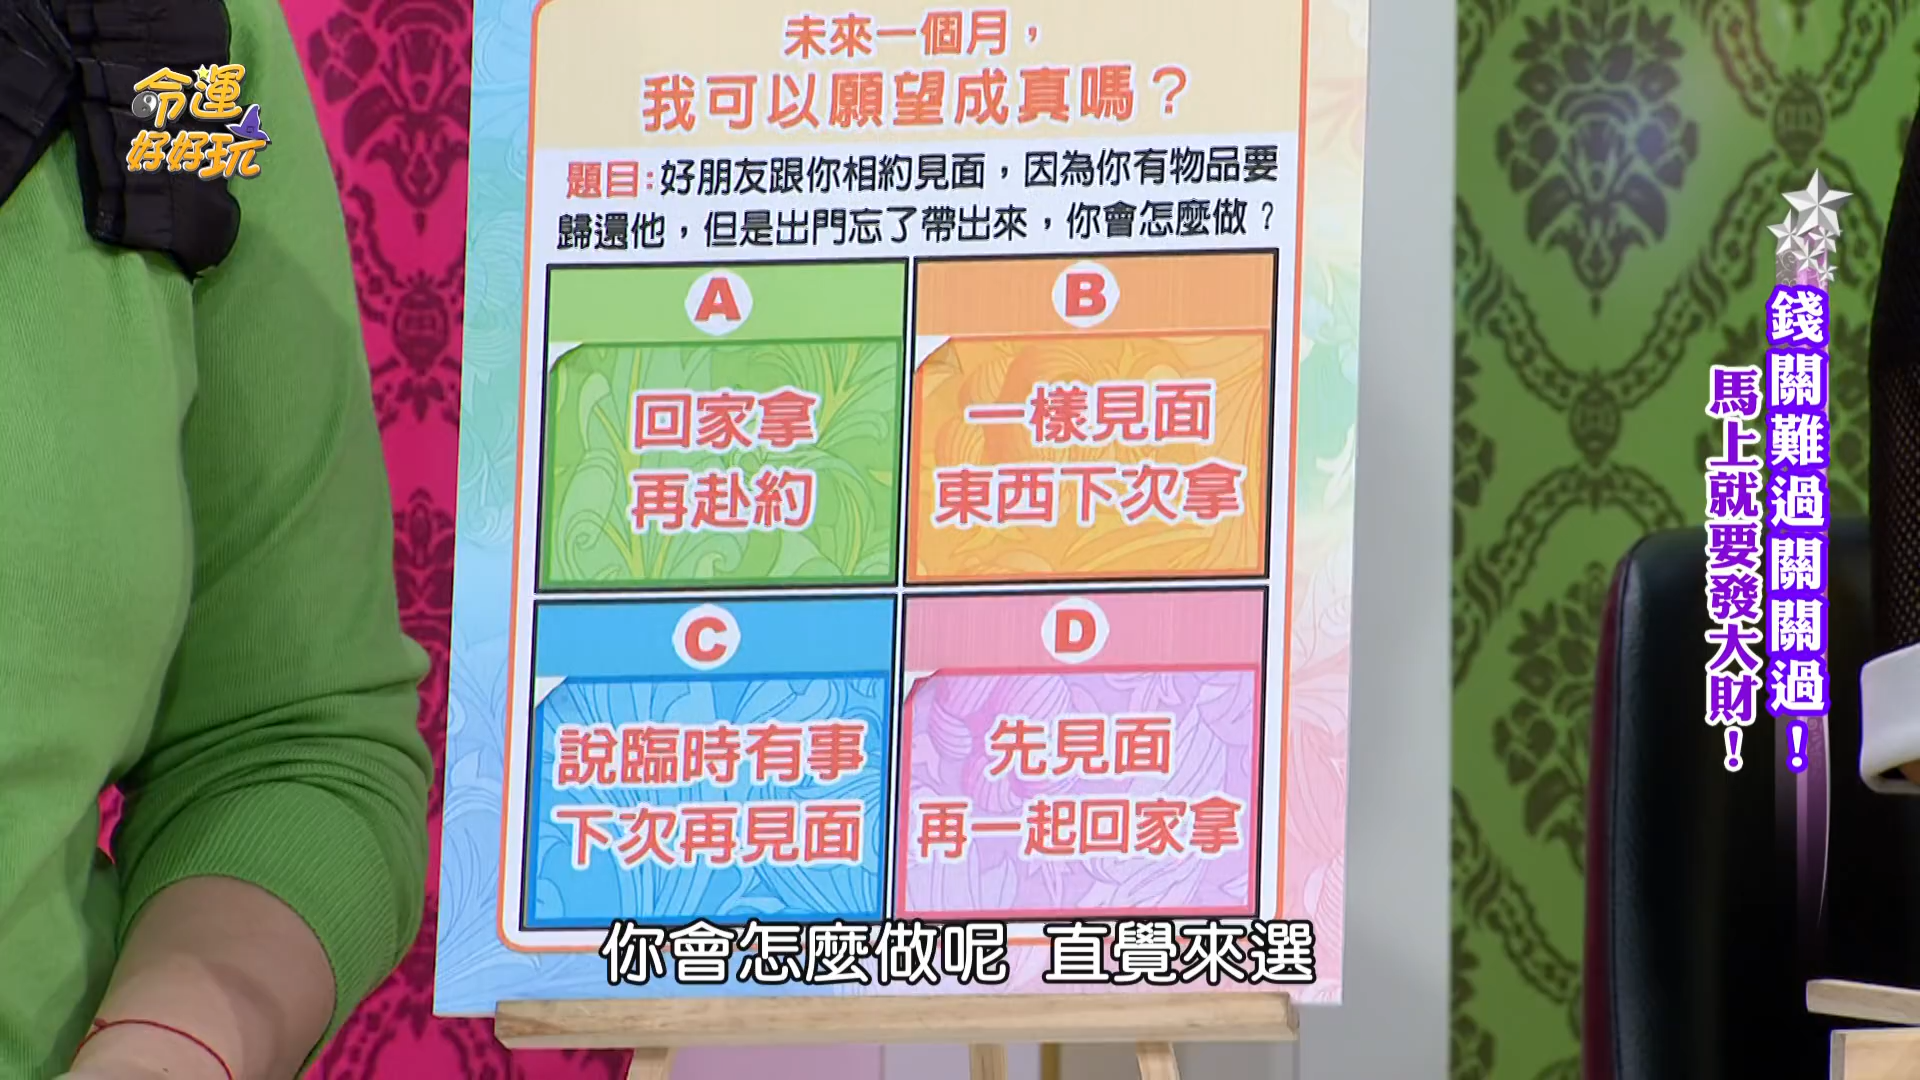 命運
好好玩
未來一個月，
我可以願望成真嗎？
題目:好朋友跟你相約見面，因為你有物品要
歸還他，但是出門忘了帶出來，你會怎麼做？
A
回家拿
再赴約
B
一樣見面
東西下次拿
C
說臨時有事
下次再見面
D
先見面
再一起回家拿
錢關難過關關過！
馬上就要發大財！
你會怎麼做呢 直覺來選